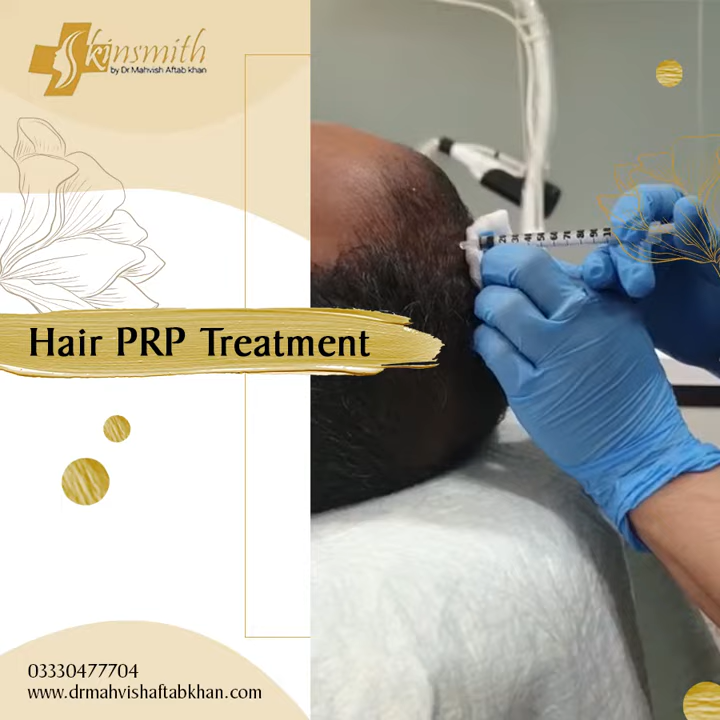 Skinsmith
by Dr Mahvish Aftab khan
Hair PRP Treatment
03330477704
www.drmahvishaftabkhan.com